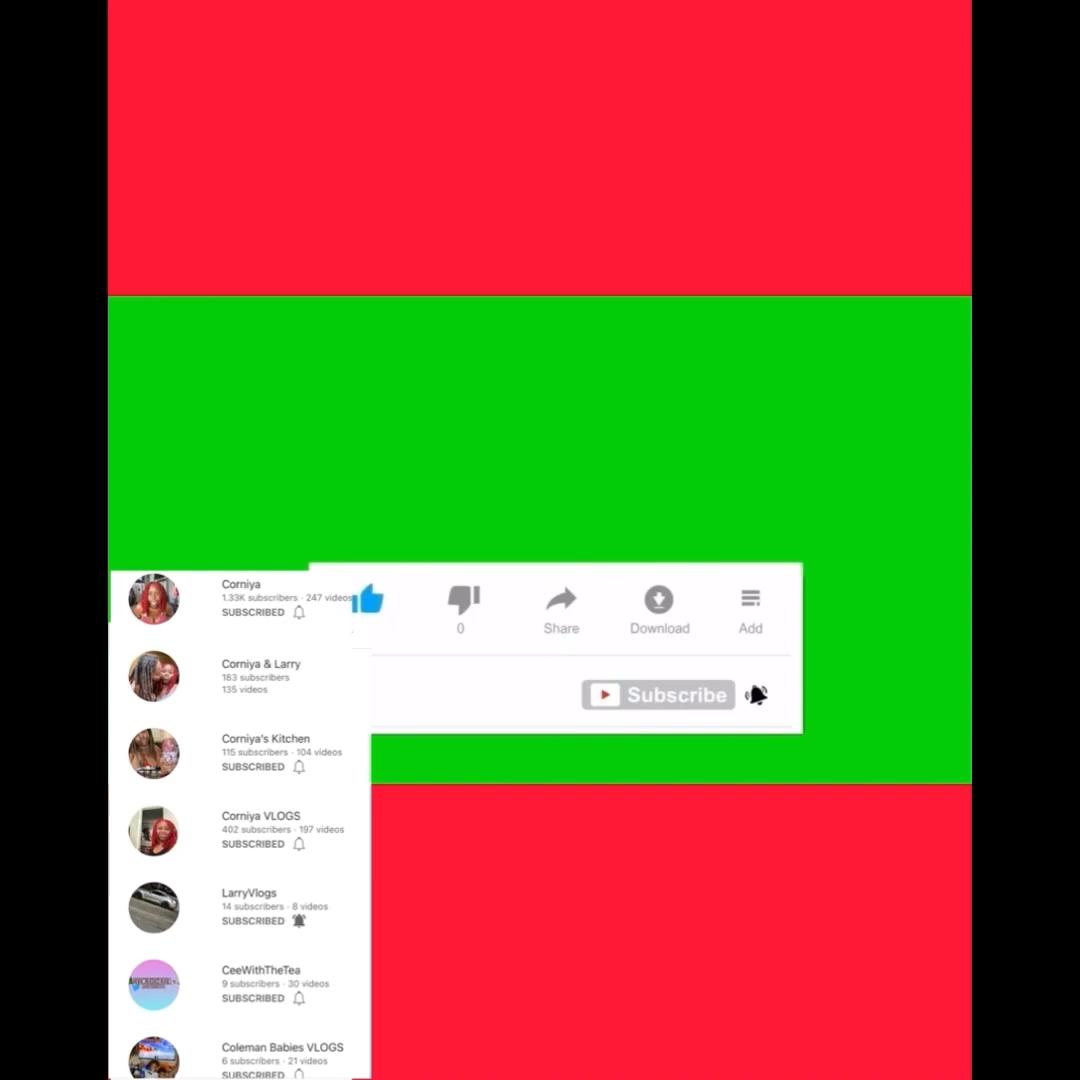 Corniya
1.33K subscribers · 247 videos
SUBSCRIBED
Corniya & Larry
183 subscribers
135 videos
Corniya's Kitchen
115 subscribers · 104 videos
SUBSCRIBED
Corniya VLOGS
402 subscribers · 197 videos
SUBSCRIBED
LarryVlogs
14 subscribers · 8 videos
SUBSCRIBED
CeeWithTheTea
9 subscribers · 30 videos
SUBSCRIBED
Coleman Babies VLOGS
6 subscribers · 21 videos
SUBSCRIBED
0 Share Download Add
Subscribe